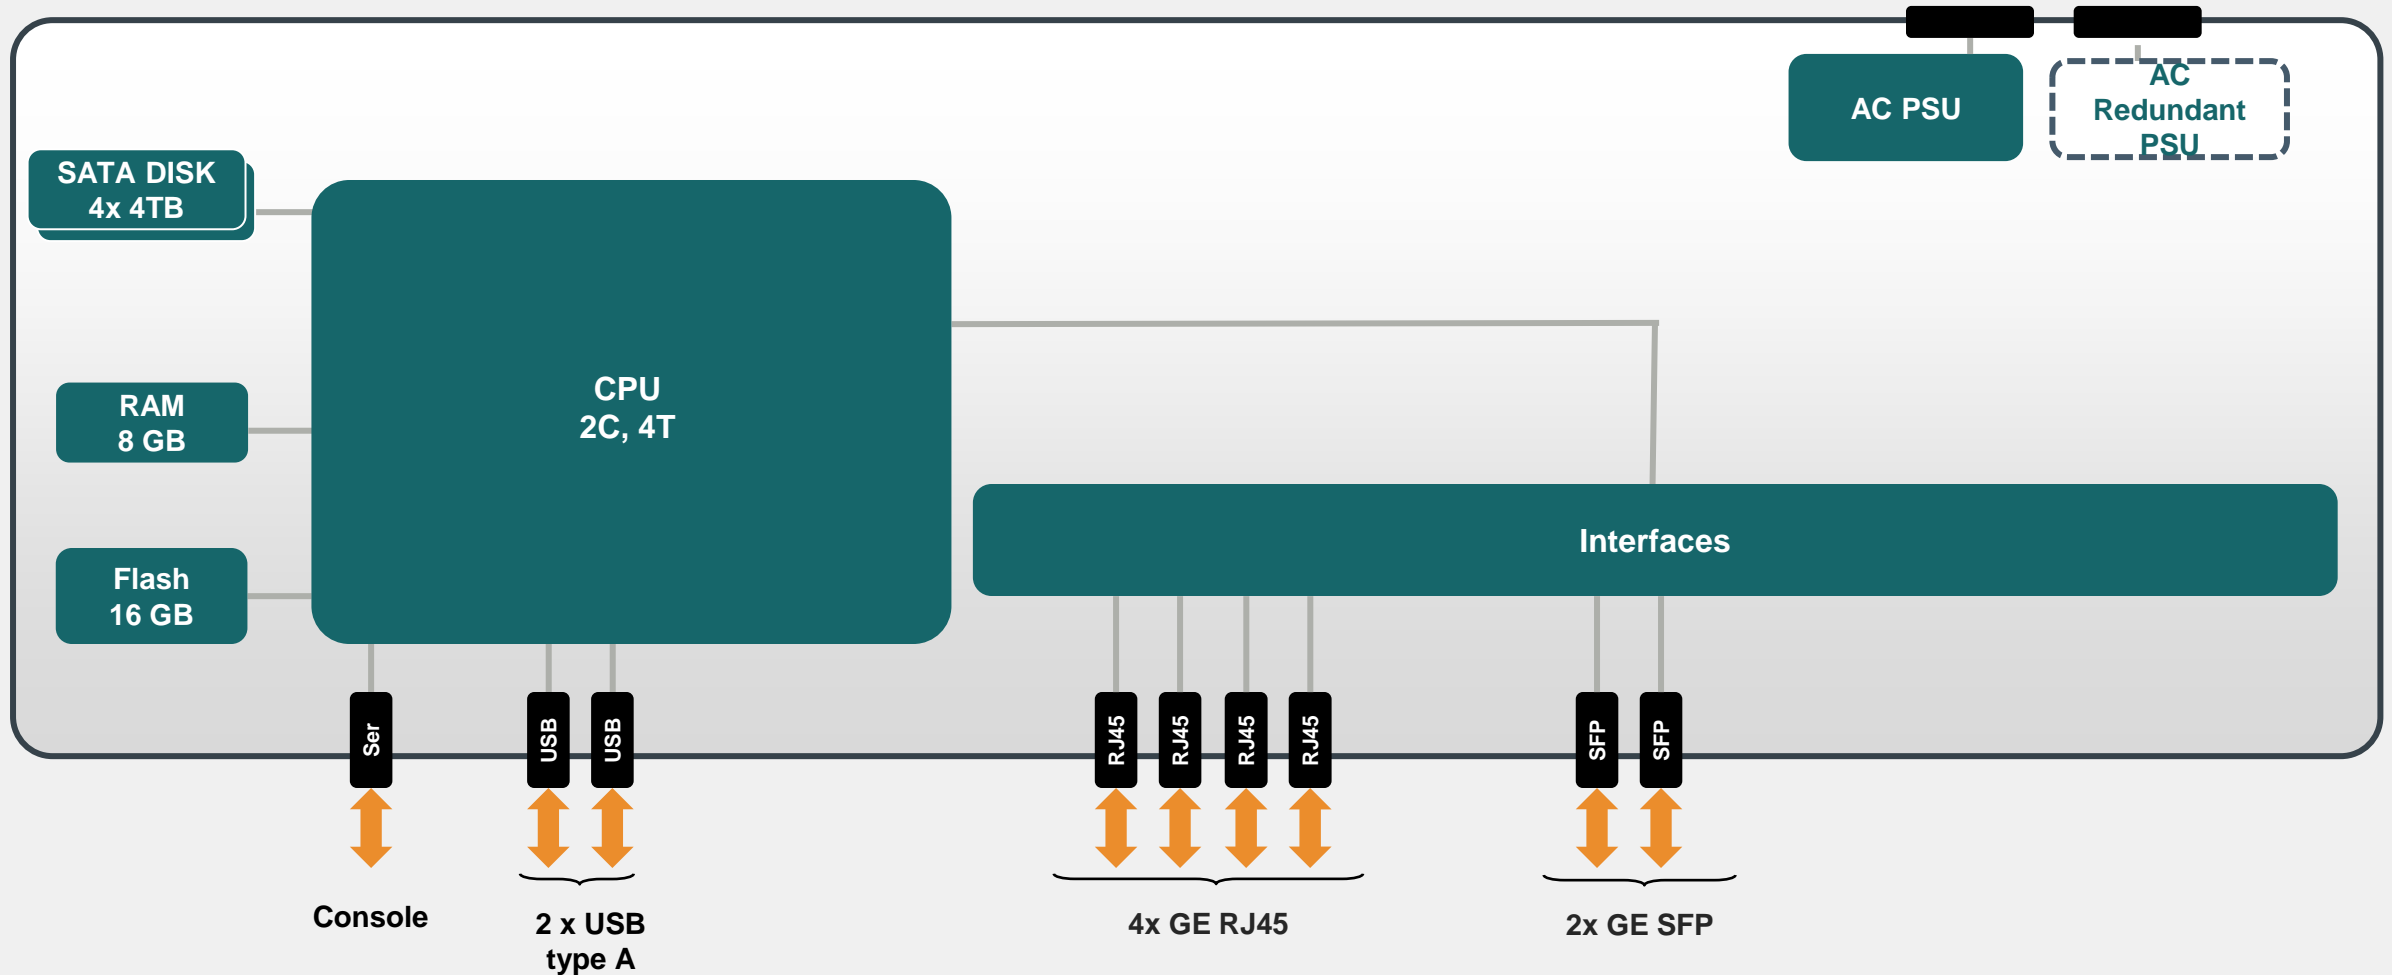 AC PSU
AC
Redundant
PSU
SATA DISK
4x 4TB
CPU
2C, 4T
RAM
8 GB
Interfaces
Flash
16 GB
Ser
USB
USB
RJ45
RJ45
RJ45
RJ45
SFP
SFP
Console
2 x USB
type A
4x GE RJ45
2x GE SFP